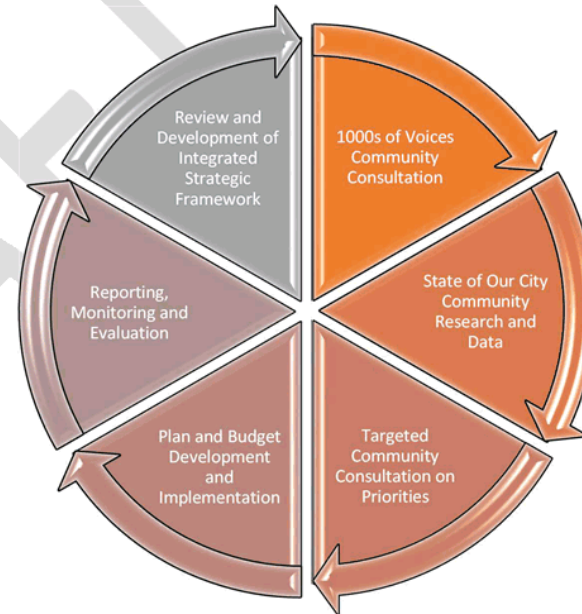 1000s of Voices
Community
Consultation
State of Our City
Community
Research and
Data
Targeted
Community
Consultation on
Priorities
Plan and Budget
Development
and
Implementation
Reporting,
Monitoring and
Evaluation
Review and
Development of
Integrated
Strategic
Framework